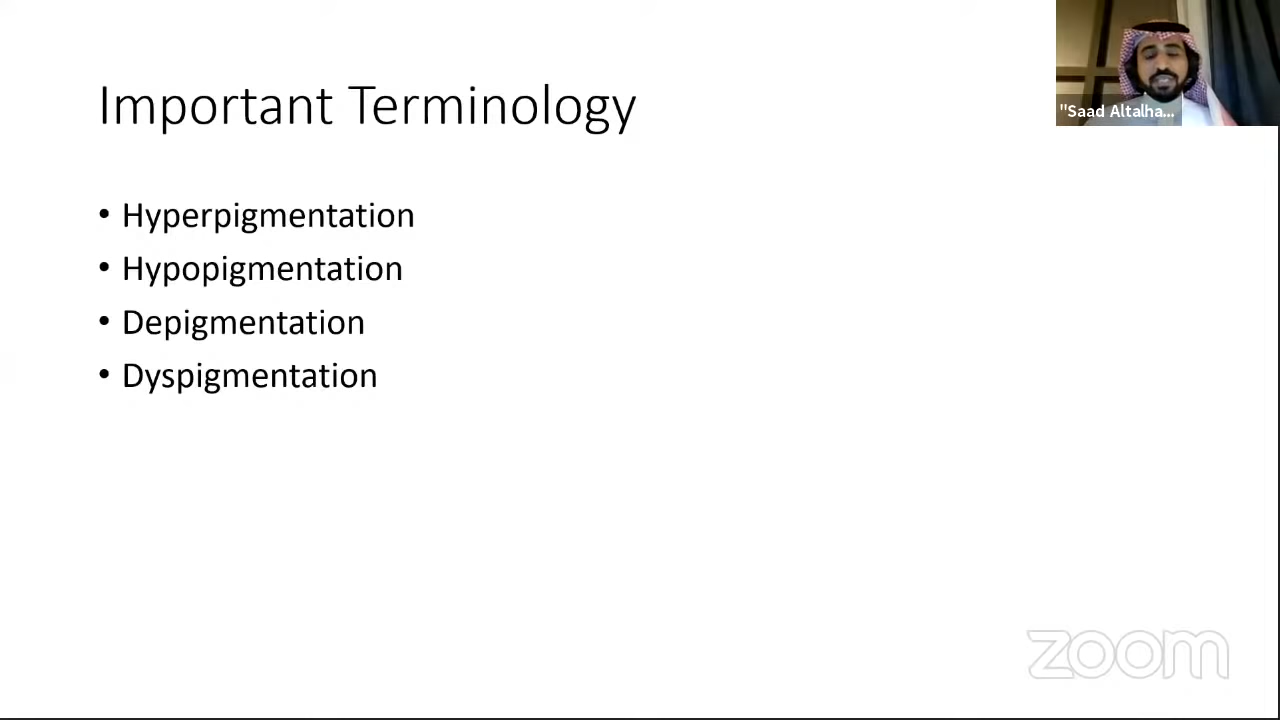 Important Terminology
"Saad Altalha...
• Hyperpigmentation
• Hypopigmentation
• Depigmentation
• Dyspigmentation
zoom